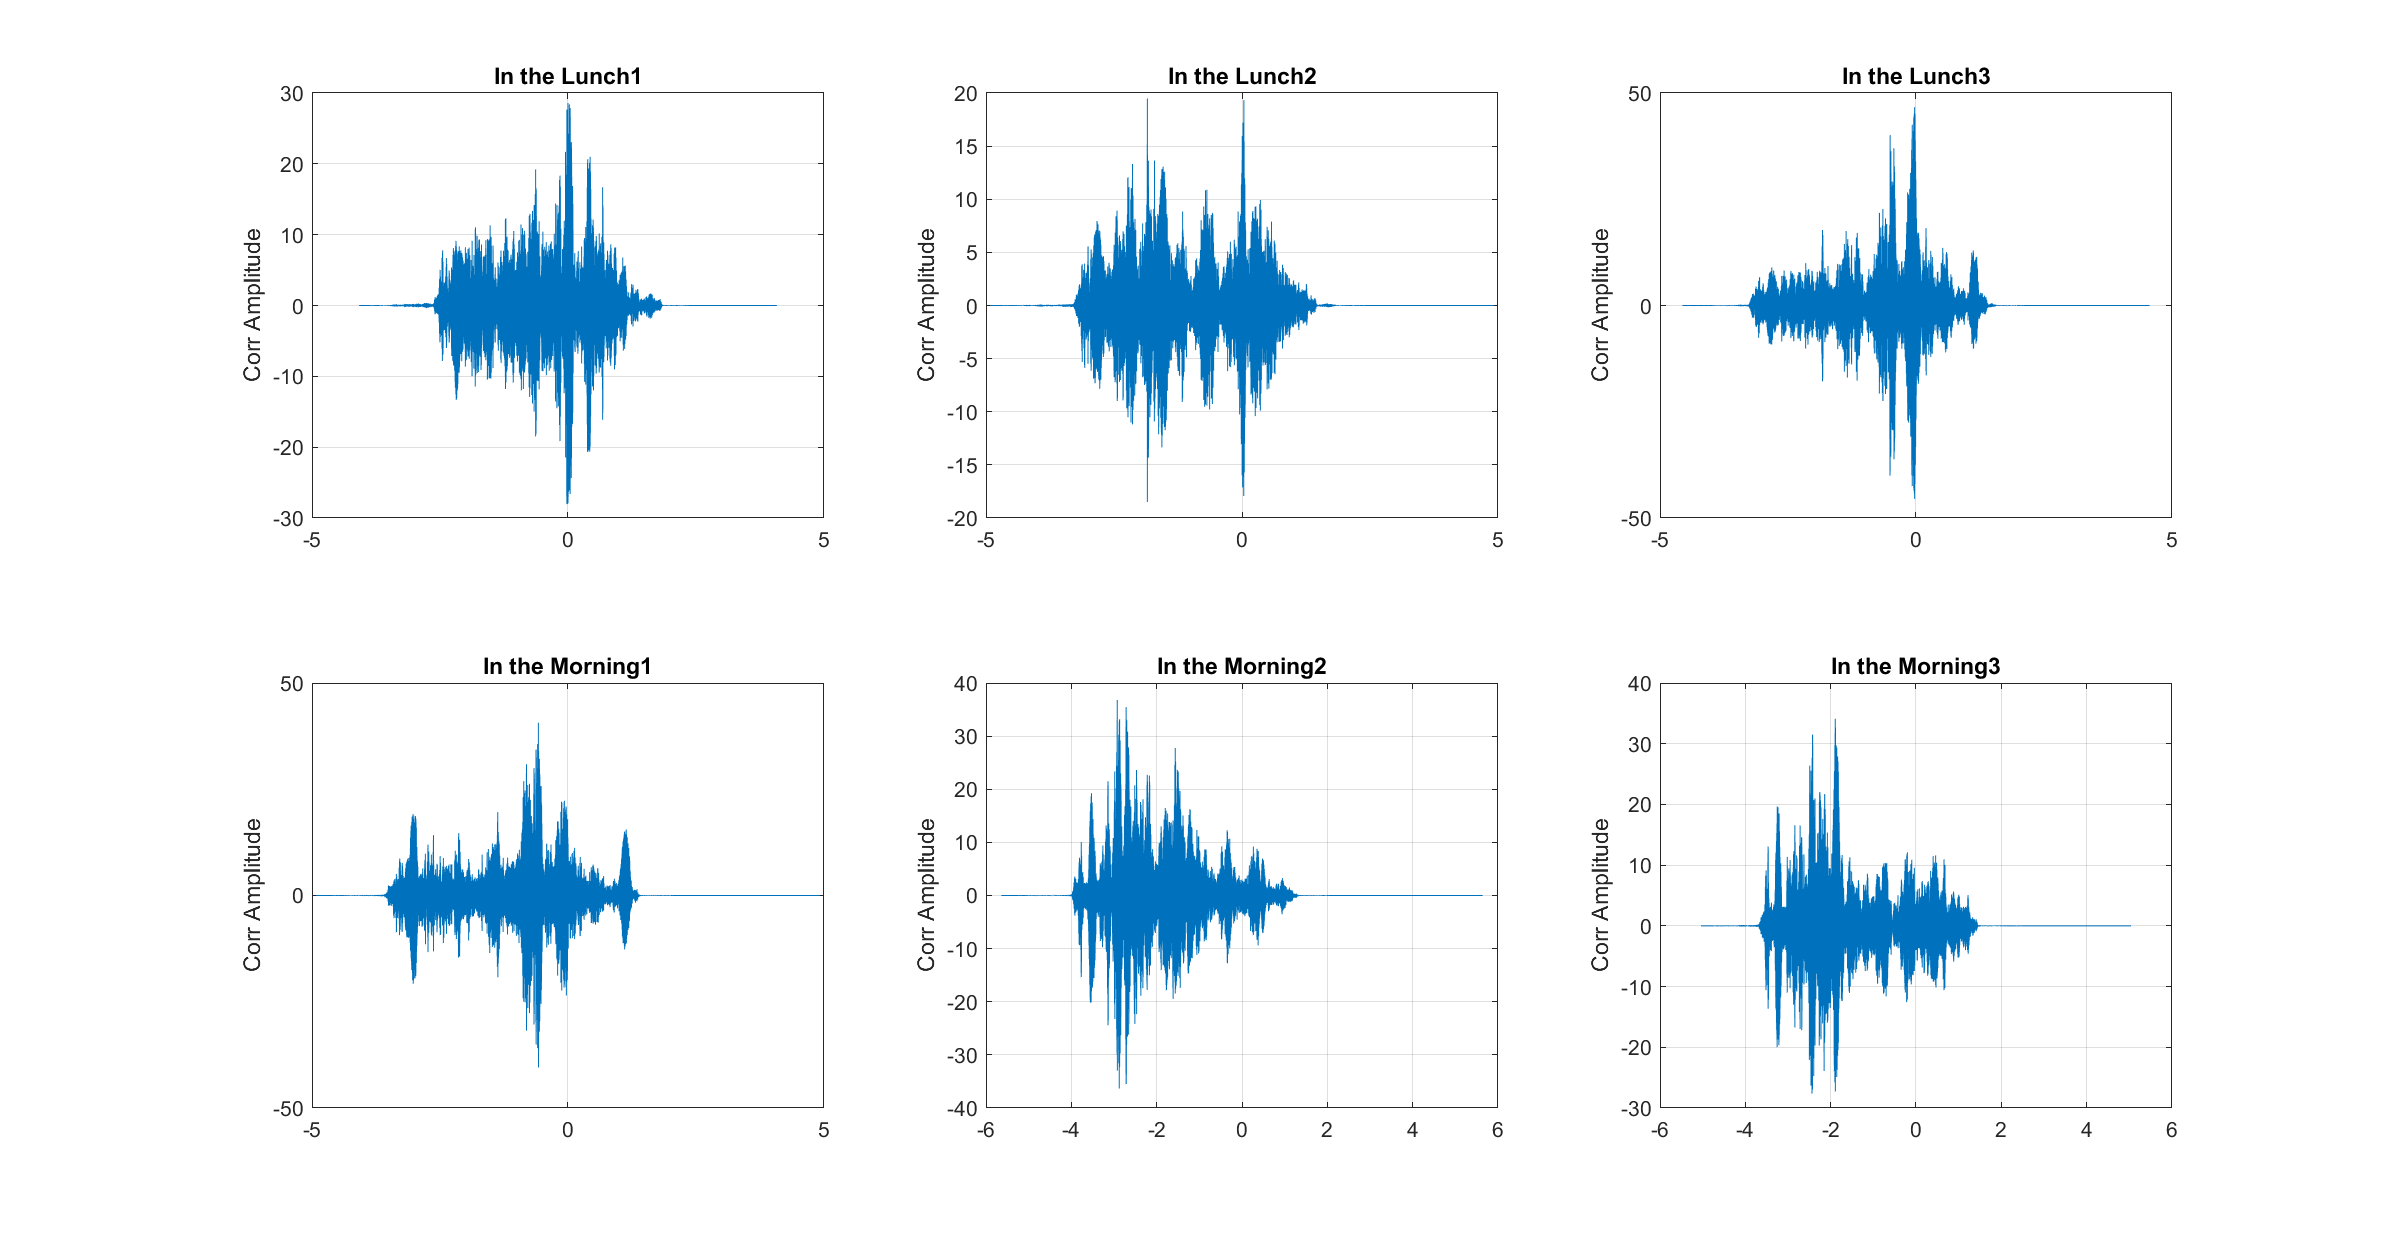 In the Lunch1
Corr Amplitude
30
20
10
0
-10
-20
-30
-5 0 5
In the Lunch2
Corr Amplitude
20
15
10
5
0
-5
-10
-15
-20
-5 0 5
In the Lunch3
Corr Amplitude
50
0
-50
-5 0 5
In the Morning1
Corr Amplitude
50
0
-50
-5 0 5
In the Morning2
Corr Amplitude
40
30
20
10
0
-10
-20
-30
-40
-6 -4 -2 0 2 4 6
In the Morning3
Corr Amplitude
40
30
20
10
0
-10
-20
-30
-6 -4 -2 0 2 4 6